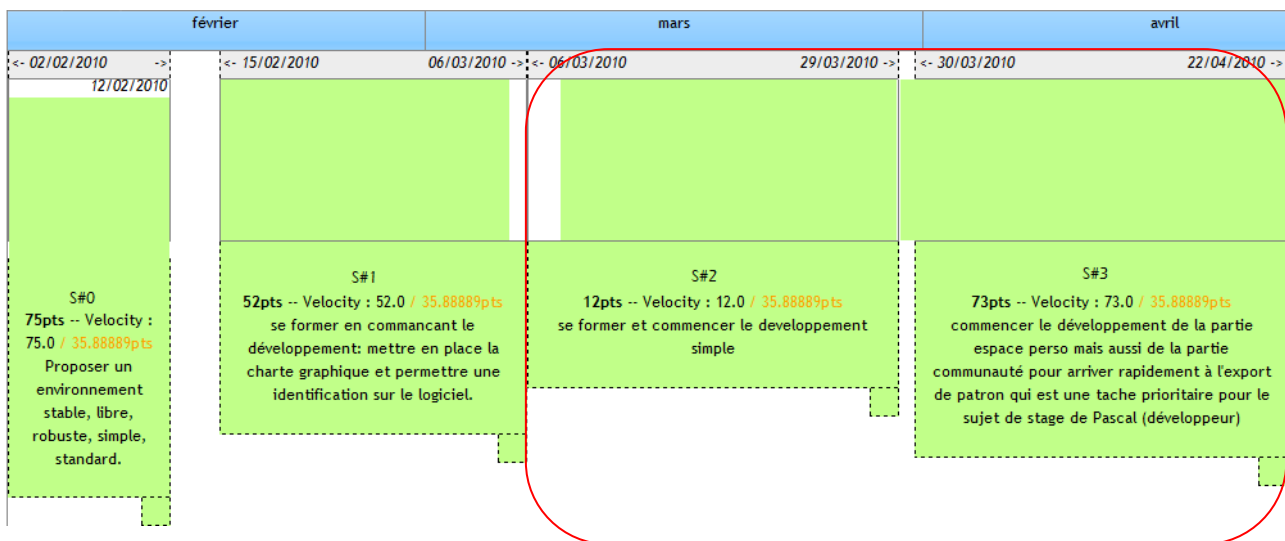 février
mars
avril
<- 02/02/2010 ->
12/02/2010
<- 15/02/2010 06/03/2010 ->
<- 06/03/2010 29/03/2010 ->
<- 30/03/2010 22/04/2010 ->
S#0
75pts -- Velocity :
75.0 / 35.88889pts
Proposer un
environnement
stable, libre,
robuste, simple,
standard.
S#1
52pts -- Velocity : 52.0 / 35.88889pts
se former en commancant le
développement: mettre en place la
charte graphique et permettre une
identification sur le logiciel.
S#2
12pts -- Velocity : 12.0 / 35.88889pts
se former et commencer le developpement
simple
S#3
73pts -- Velocity : 73.0 / 35.88889pts
commencer le développement de la partie
espace perso mais aussi de la partie
communauté pour arriver rapidement à l'export
de patron qui est une tache prioritaire pour le
sujet de stage de Pascal (développeur)